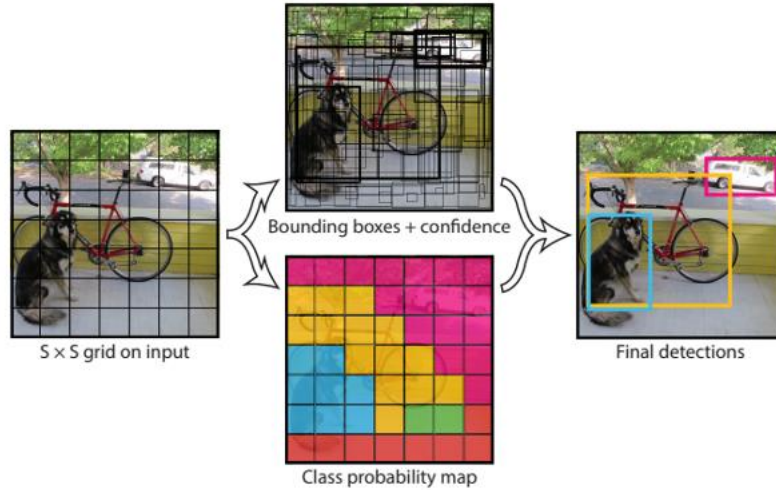 S × S grid on input
Bounding boxes + confidence
Class probability map
Final detections